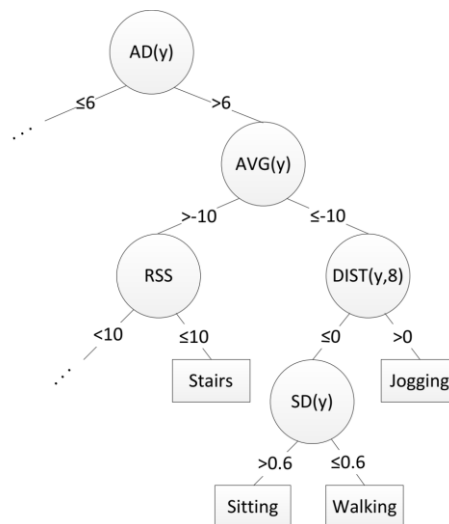 AD(y)
≤6 >6
. . .
AVG(y)
>-10 ≤-10
RSS DIST(y,8)
<10 ≤10 ≤0 >0
. . .
Stairs Jogging
SD(y)
>0.6 ≤0.6
Sitting Walking